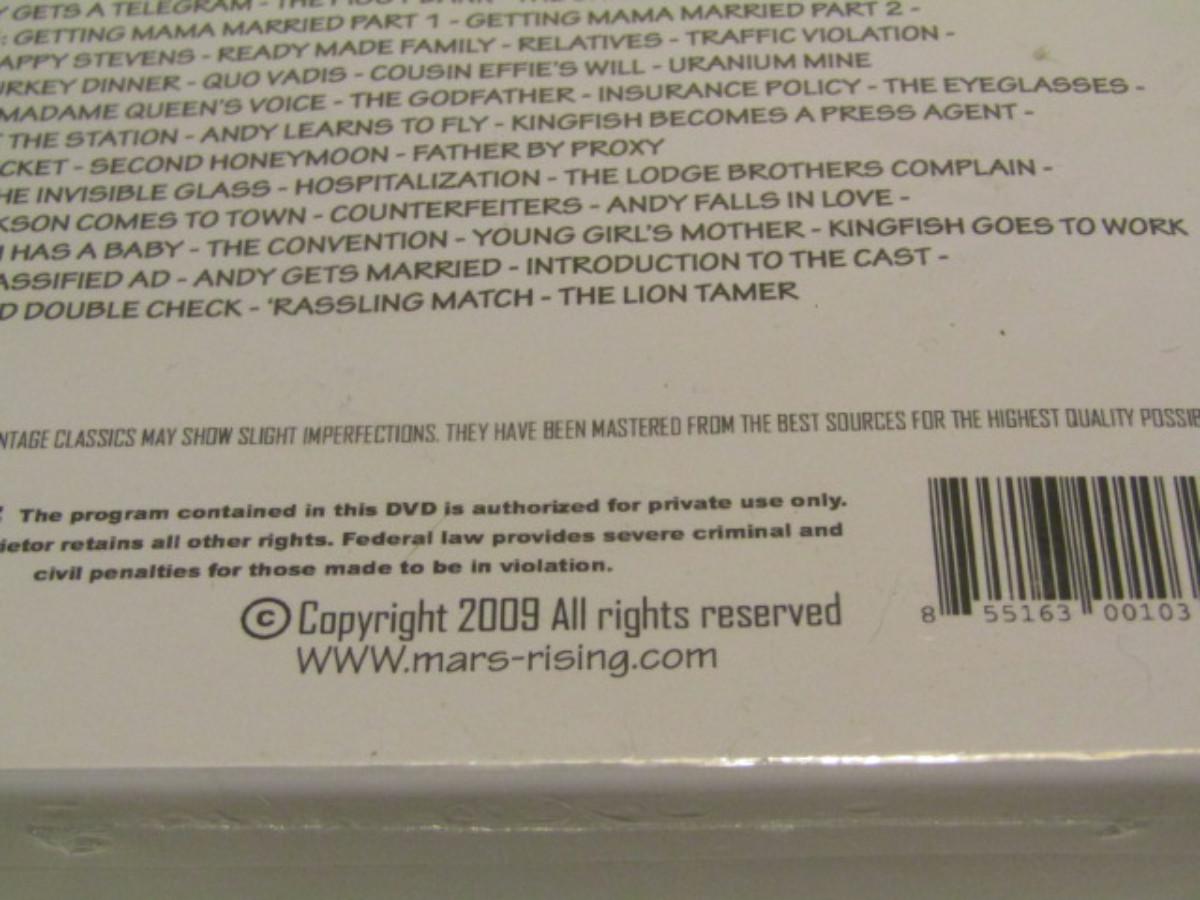 GETS A TELEGRAM -
: GETTING MAMA MARRIED PART 1 - GETTING MAMA MARRIED PART 2 -
APPY STEVENS - READY MADE FAMILY - RELATIVES - TRAFFIC VIOLATION -
URKEY DINNER - QUO VADIS - COUSIN EFFIE'S WILL - URANIUM MINE
MADAME QUEEN'S VOICE - THE GODFATHER - INSURANCE POLICY - THE EYEGLASSES -
THE STATION - ANDY LEARNS TO FLY - KINGFISH BECOMES A PRESS AGENT -
CKET - SECOND HONEYMOON - FATHER BY PROXY
HE INVISIBLE GLASS - HOSPITALIZATION - THE LODGE BROTHERS COMPLAIN -
KSON COMES TO TOWN - COUNTERFEITERS - ANDY FALLS IN LOVE -
HAS A BABY - THE CONVENTION - YOUNG GIRL'S MOTHER - KINGFISH GOES TO WORK
ASSIFIED AD - ANDY GETS MARRIED - INTRODUCTION TO THE CAST -
D DOUBLE CHECK - 'RASSLING MATCH - THE LION TAMER
NTAGE CLASSICS MAY SHOW SLIGHT IMPERFECTIONS. THEY HAVE BEEN MASTERED FROM THE BEST SOURCES FOR THE HIGHEST QUALITY POSSIB
The program contained in this DVD is authorized for private use only.
ietor retains all other rights. Federal law provides severe criminal and
civil penalties for those made to be in violation.
© Copyright 2009 All rights reserved
WWW.mars-rising.com
8 55163 00103